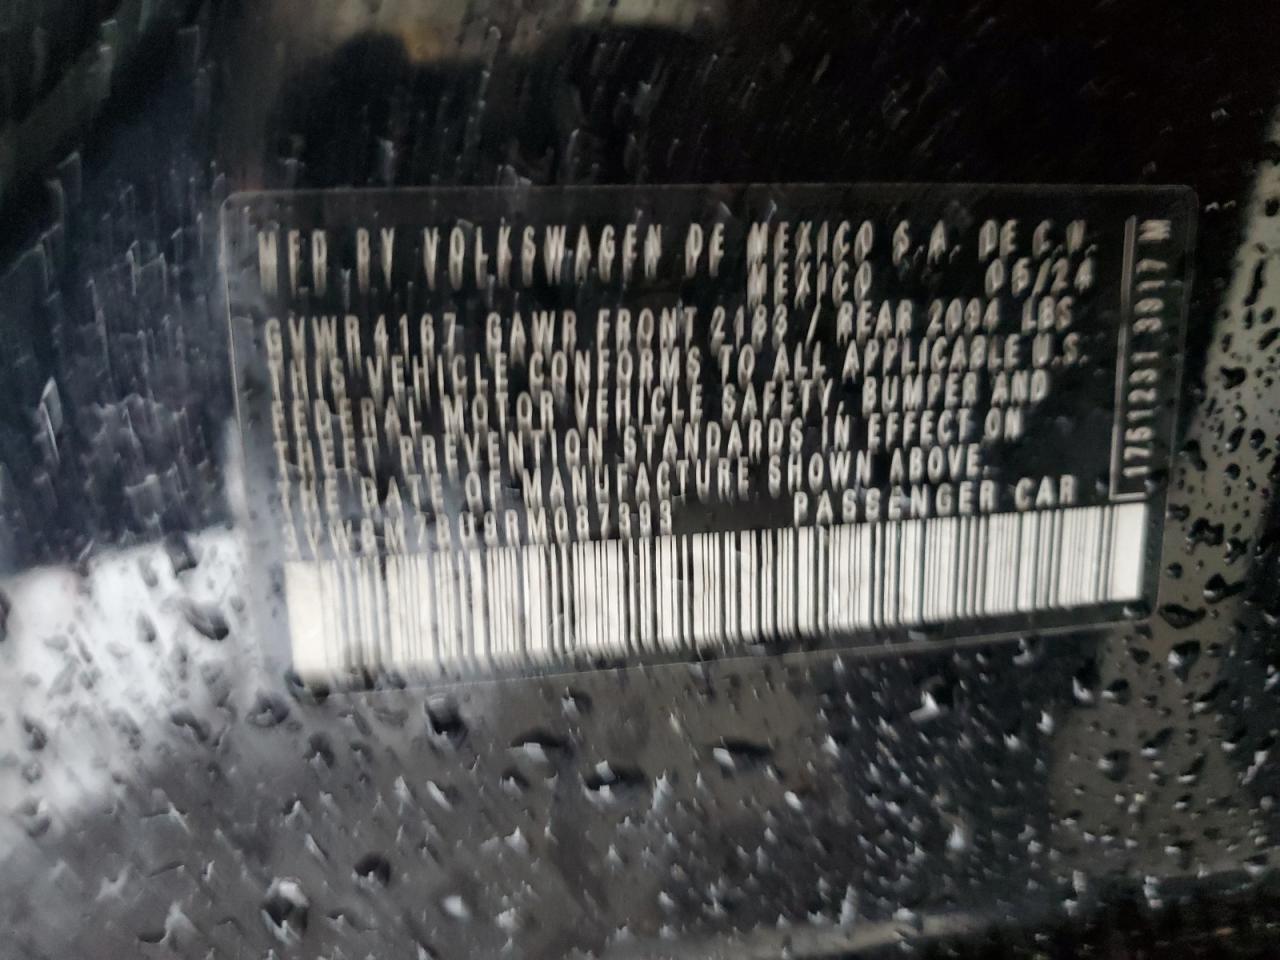 MFD BY VOLKSWAGEN DE MEXICO S.A. DE C.V.
MEXICO 05/24
GVWR 4167 GAWR FRONT 2183 / REAR 2094 LBS
THIS VEHICLE CONFORMS TO ALL APPLICABLE U.S.
FEDERAL MOTOR VEHICLE SAFETY, BUMPER AND
THEFT PREVENTION STANDARDS IN EFFECT ON
THE DATE OF MANUFACTURE SHOWN ABOVE.
PASSENGER CAR